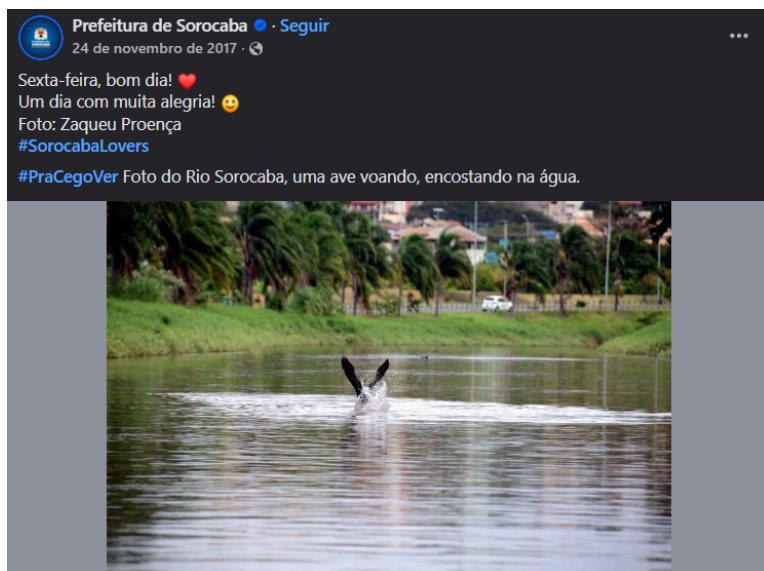 Prefeitura de Sorocaba · Seguir
24 de novembro de 2017 ·
Sexta-feira, bom dia! ❤️
Um dia com muita alegria! 😃
Foto: Zaqueu Proença
#SorocabaLovers
#PraCegoVer Foto do Rio Sorocaba, uma ave voando, encostando na água.